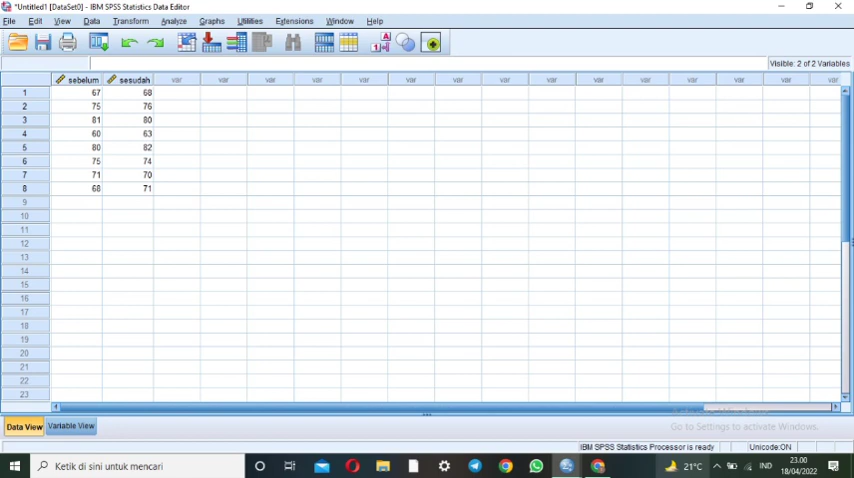 *Untitled1 [DataSet0] - IBM SPSS Statistics Data Editor
File Edit View Data Transform Analyze Graphs Utilities Extensions Window Help
Visible: 2 of 2 Variables
sebelum sesudah var var var var var var var var var var var var var var var
1 67 68
2 75 76
3 81 80
4 60 63
5 80 82
6 75 74
7 71 70
8 68 71
9
10
11
12
13
14
15
16
17
18
19
20
21
22
23
Data View Variable View
Go to Settings to activate Windows.
IBM SPSS Statistics Processor is ready Unicode:ON
Ketik di sini untuk mencari
21°C
IND
23.00
18/04/2022